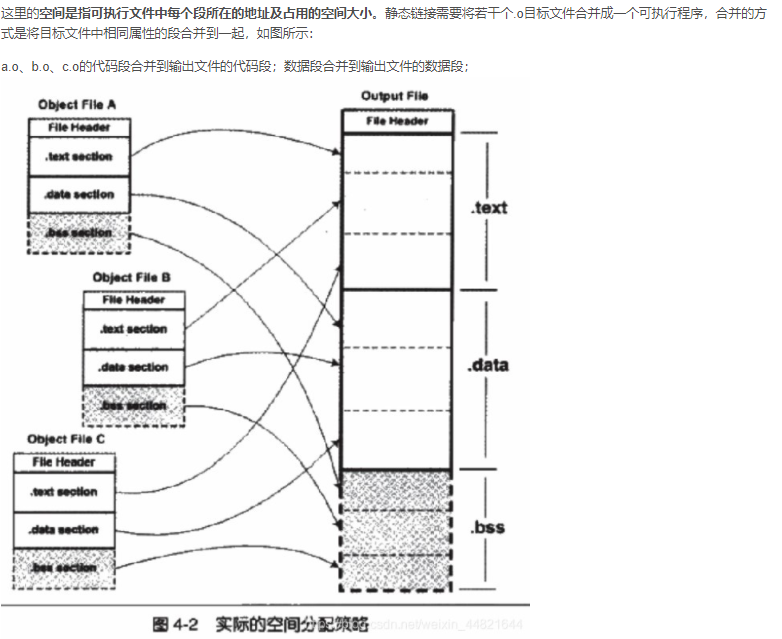 这里的空间是指可执行文件中每个段所在的地址及占用的空间大小。静态链接需要将若干个.o目标文件合并成一个可执行程序，合并的方
式是将目标文件中相同属性的段合并到一起，如图所示：
a.o、b.o、c.o的代码段合并到输出文件的代码段；数据段合并到输出文件的数据段；
Object File A
File Header
.text section
.data section
.bss section
Object File B
File Header
.text section
.data section
.bss section
Object File C
File Header
.text section
.data section
.bss section
Output File
File Header
.text
.data
.bss
图 4-2 实际的空间分配策略
csdn.net/weixin_44821644